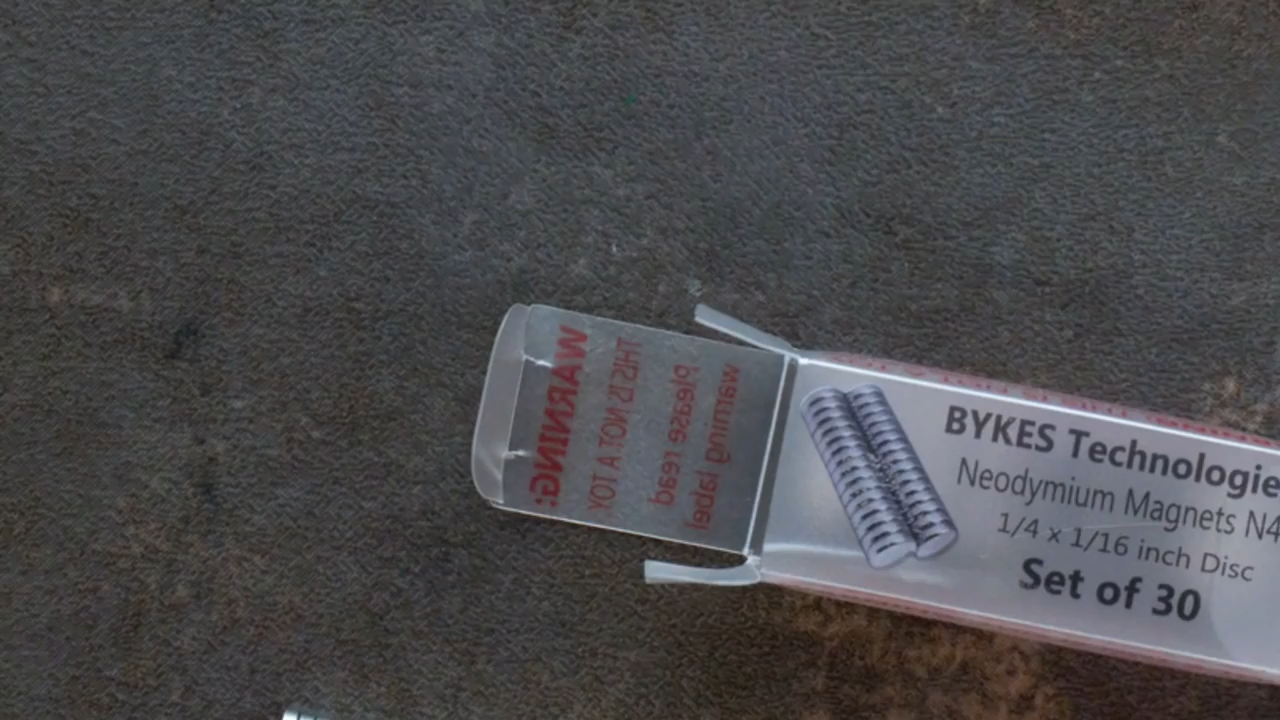 WARNING:
THIS IS NOT A TOY
Please read
warning label
BYKES Technologie
Neodymium Magnets N4
1/4 x 1/16 inch Disc
Set of 30